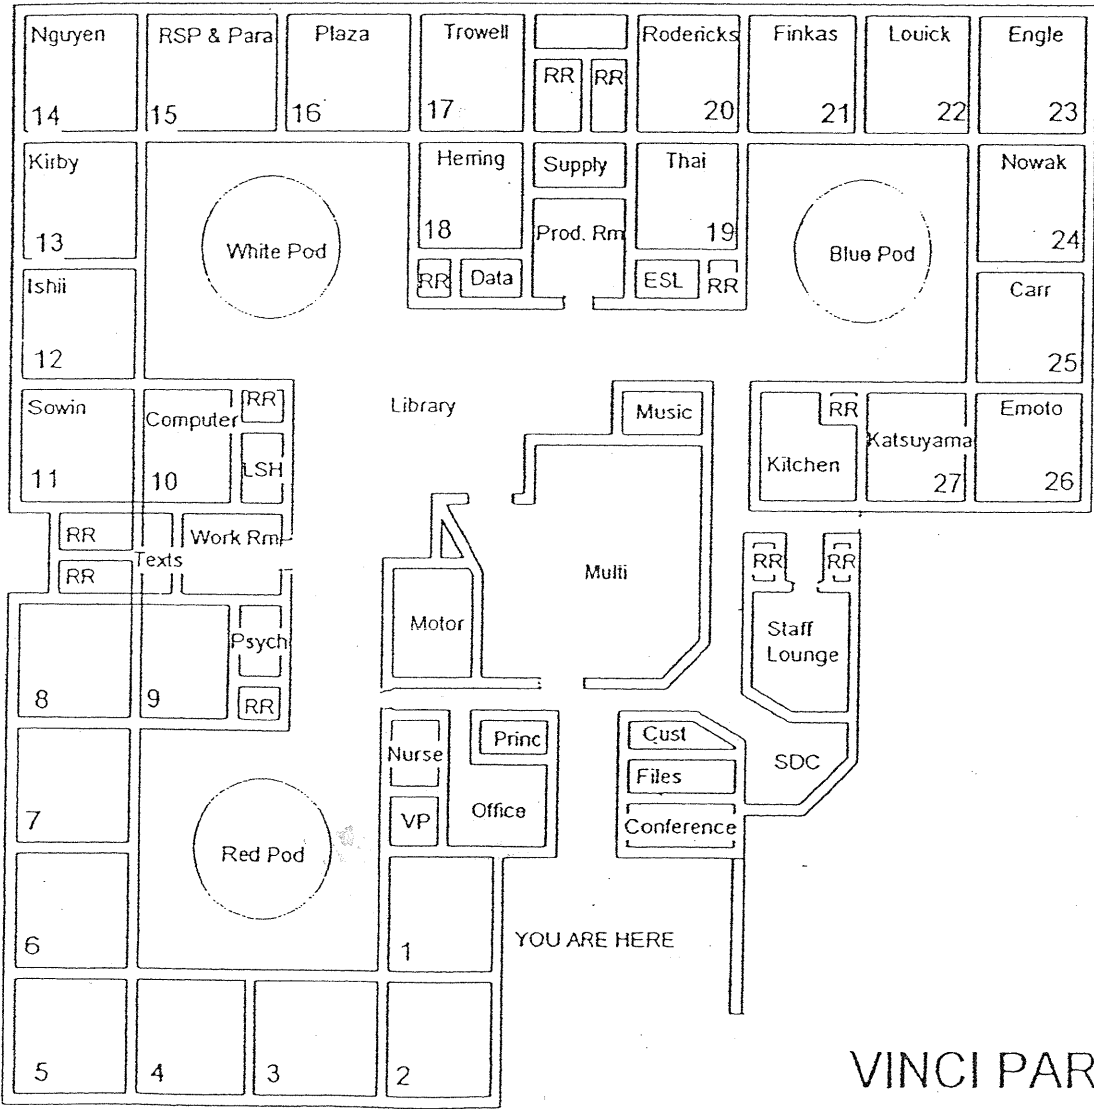 Nguyen
RSP & Para
Plaza
Trowell
Rodericks
Finkas
Louick
Engle
RR
RR
14
15
16
17
20
21
22
23
Kirby
Herring
Supply
Thai
Nowak
13
White Pod
18
Prod. Rm
19
Blue Pod
24
Ishii
RR
Data
ESL
RR
Carr
12
25
Sowin
Computer
RR
Library
Music
RR
Katsuyama
Emoto
11
10
LSH
Kitchen
27
26
RR
Texts
Work Rm
RR
Multi
RR
RR
Psych
Motor
Staff
Lounge
8
9
RR
Nurse
Princ
Cust
SDC
7
Files
VP
Office
Conference
Red Pod
6
1
YOU ARE HERE
5
4
3
2
VINCI PAR